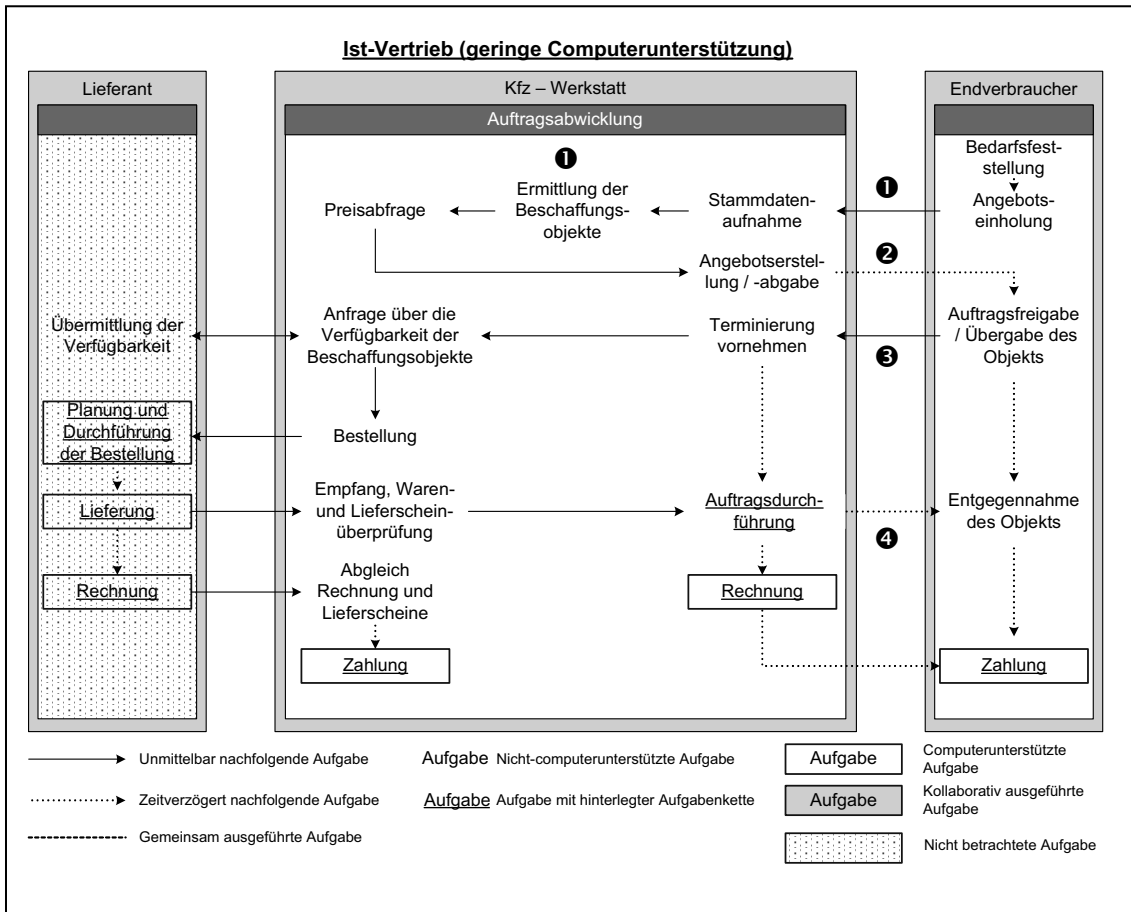 Ist-Vertrieb (geringe Computerunterstützung)
Lieferant
Kfz – Werkstatt
Endverbraucher
Auftragsabwicklung
Bedarfsfest-
stellung
❶
❶
Preisabfrage
Ermittlung der
Beschaffungs-
objekte
Stammdaten-
aufnahme
Angebots-
einholung
❷
Angebotserstel-
lung / -abgabe
Übermittlung der
Verfügbarkeit
Anfrage über die
Verfügbarkeit der
Beschaffungsobjekte
Terminierung
vornehmen
❸
Auftragsfreigabe
/ Übergabe des
Objekts
Planung und
Durchführung
der Bestellung
Bestellung
Lieferung
Empfang, Waren-
und Lieferschein-
überprüfung
Auftragsdurch-
führung
❹
Entgegennahme
des Objekts
Rechnung
Abgleich
Rechnung und
Lieferscheine
Rechnung
Zahlung
Zahlung
Unmittelbar nachfolgende Aufgabe
Aufgabe Nicht-computerunterstützte Aufgabe
Aufgabe
Computerunterstützte
Aufgabe
Zeitverzögert nachfolgende Aufgabe
Aufgabe Aufgabe mit hinterlegter Aufgabenkette
Aufgabe
Kollaborativ ausgeführte
Aufgabe
Gemeinsam ausgeführte Aufgabe
Nicht betrachtete Aufgabe